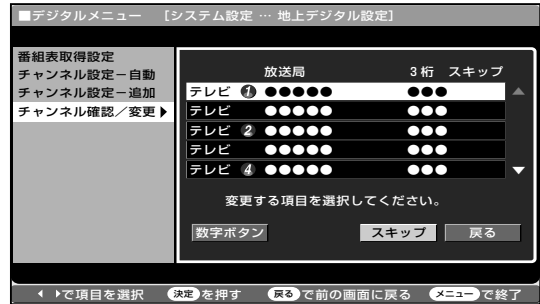 ■デジタルメニュー [システム設定 … 地上デジタル設定]
番組表取得設定
チャンネル設定－自動
チャンネル設定－追加
チャンネル確認／変更▶
放送局 3桁 スキップ
テレビ ① ●●●●● ●●●
テレビ ●●●●● ●●●
テレビ ② ●●●●● ●●●
テレビ ●●●●● ●●●
テレビ ④ ●●●●● ●●●
変更する項目を選択してください。
数字ボタン スキップ 戻る
◀ ▶で項目を選択 決定を押す 戻るで前の画面に戻る メニューで終了